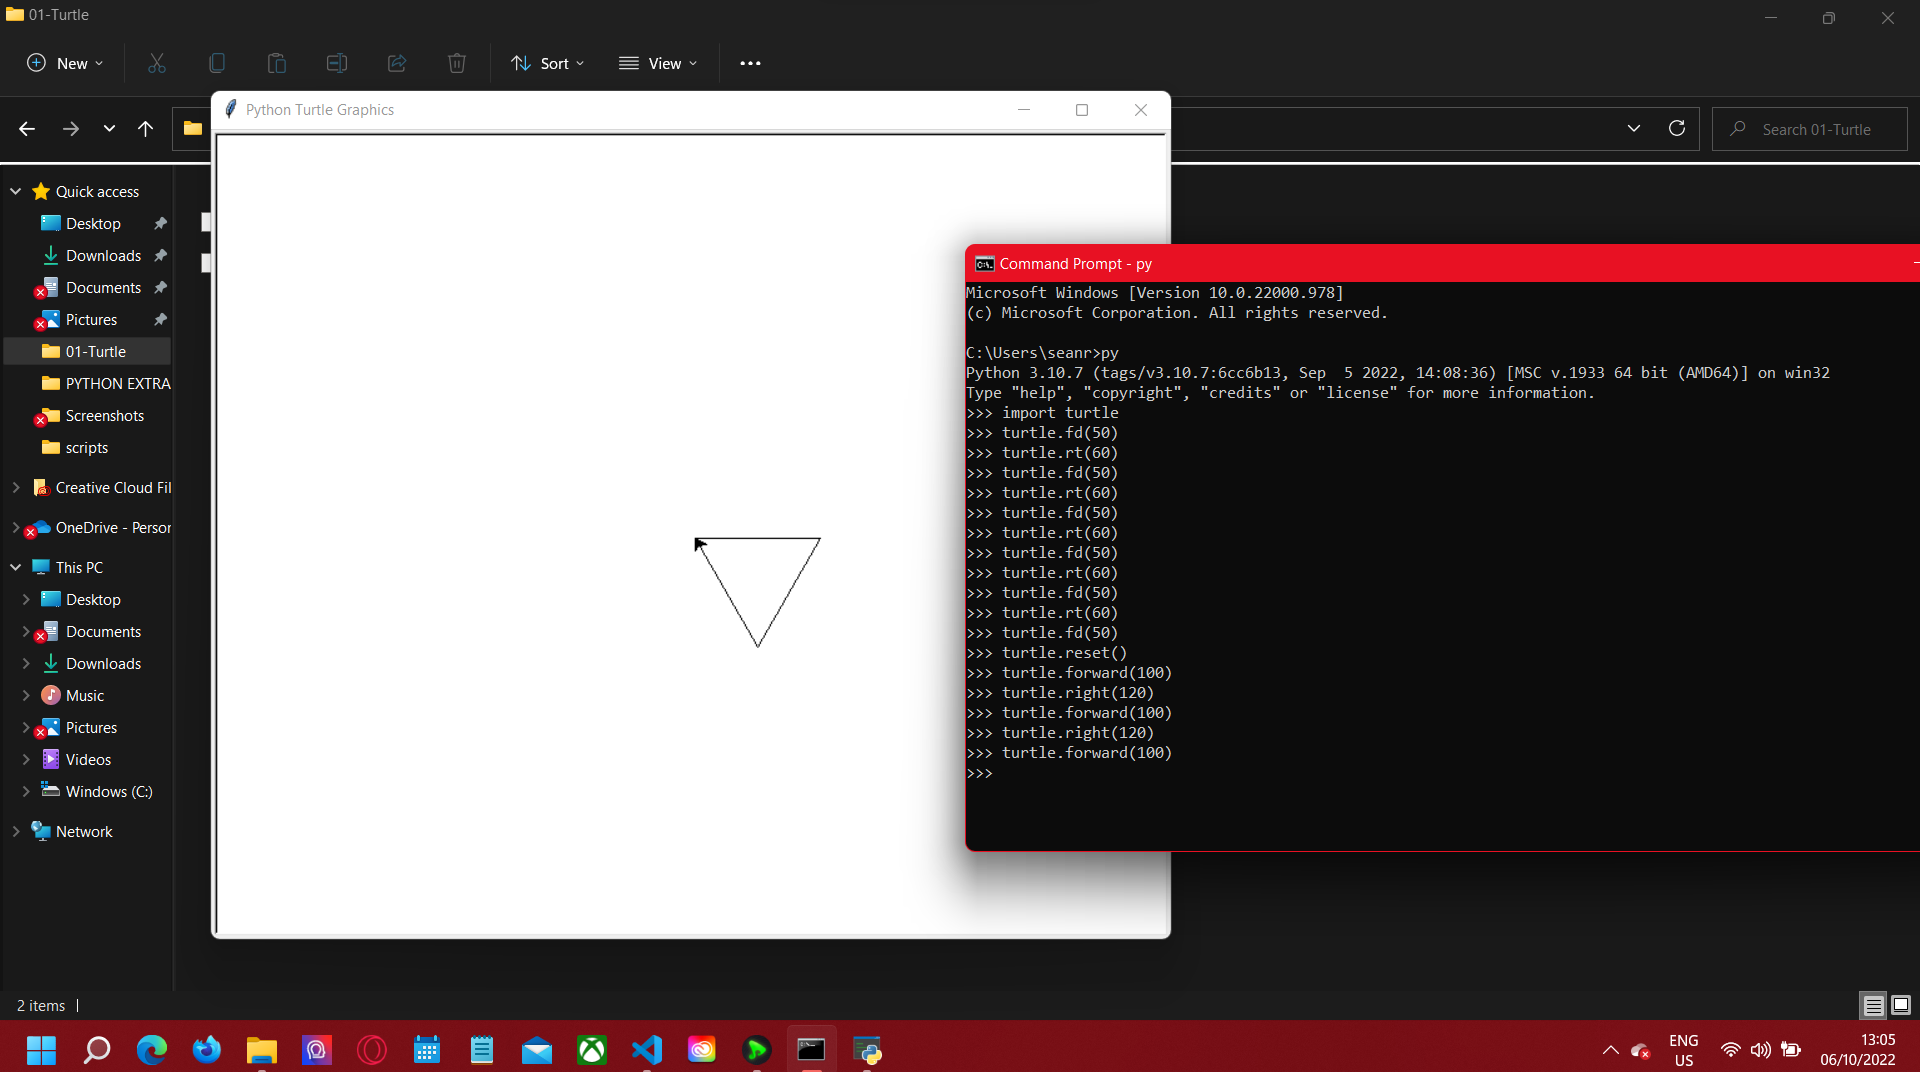 01-Turtle
New
Sort
View
Python Turtle Graphics
Search 01-Turtle
Quick access
Desktop
Downloads
Documents
Pictures
01-Turtle
PYTHON EXTRA
Screenshots
scripts
Creative Cloud Fil
OneDrive - Persor
This PC
Desktop
Documents
Downloads
Music
Pictures
Videos
Windows (C:)
Network
Command Prompt - py
Microsoft Windows [Version 10.0.22000.978]
(c) Microsoft Corporation. All rights reserved.
C:\Users\seanr>py
Python 3.10.7 (tags/v3.10.7:6cc6b13, Sep  5 2022, 14:08:36) [MSC v.1933 64 bit (AMD64)] on win32
Type "help", "copyright", "credits" or "license" for more information.
>>> import turtle
>>> turtle.fd(50)
>>> turtle.rt(60)
>>> turtle.fd(50)
>>> turtle.rt(60)
>>> turtle.fd(50)
>>> turtle.rt(60)
>>> turtle.fd(50)
>>> turtle.rt(60)
>>> turtle.fd(50)
>>> turtle.rt(60)
>>> turtle.fd(50)
>>> turtle.reset()
>>> turtle.forward(100)
>>> turtle.right(120)
>>> turtle.forward(100)
>>> turtle.right(120)
>>> turtle.forward(100)
>>>
2 items
ENG
US
13:05
06/10/2022